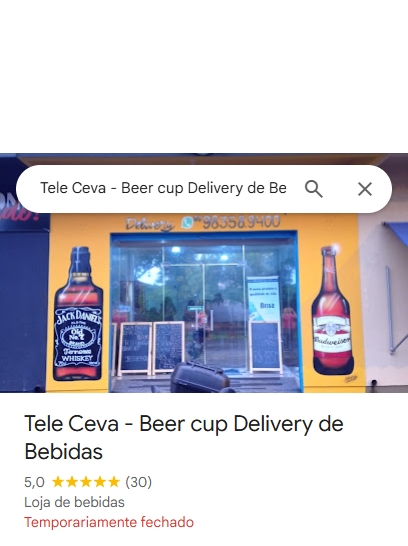 Tele Ceva - Beer cup Delivery de Be
Delivery
JACK DANIEL'S
Old
No.7
Tennessee
WHISKEY
Budweiser
Tele Ceva - Beer cup Delivery de
Bebidas
5,0 (30)
Loja de bebidas
Temporariamente fechado